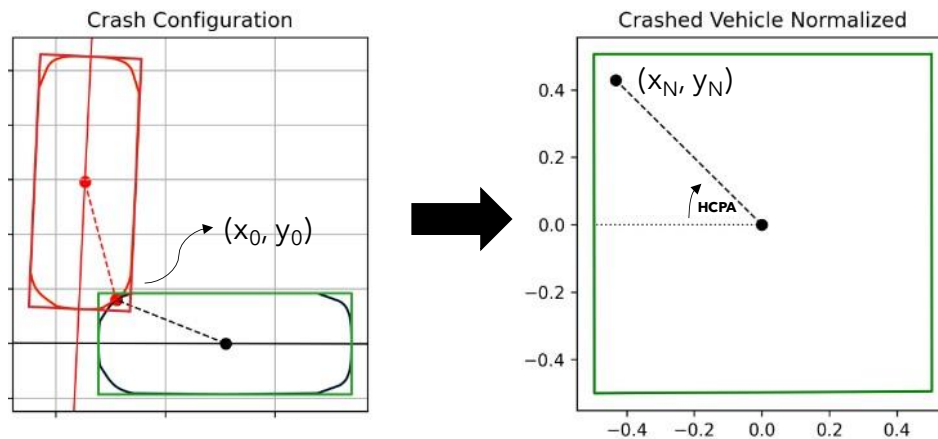 Crash Configuration
(x0, y0)
Crashed Vehicle Normalized
(xN, yN)
HCPA
0.4
0.2
0.0
−0.2
−0.4
−0.4
−0.2
0.0
0.2
0.4